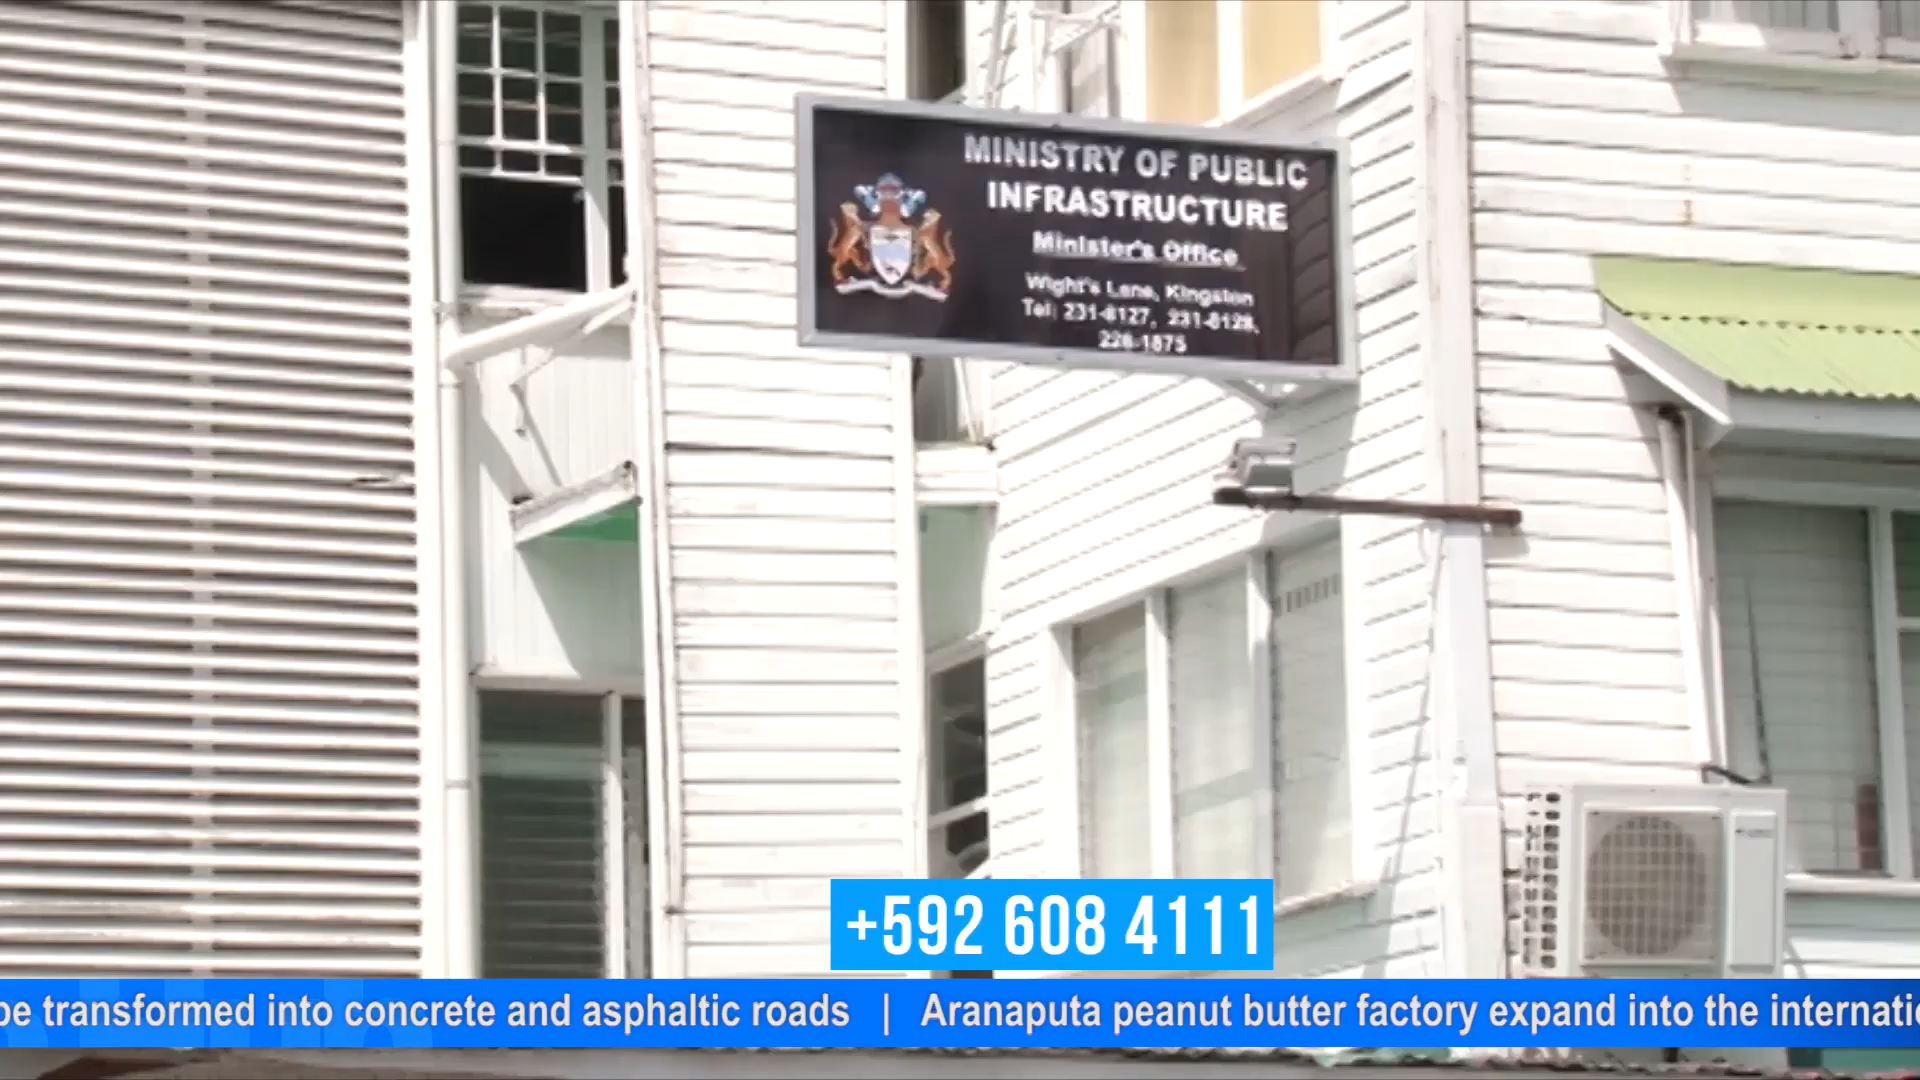 MINISTRY OF PUBLIC
INFRASTRUCTURE
Minister's Office
Wight's Lane, Kingston
Tel: 231-8127, 231-8128,
226-1875
+592 608 4111
be transformed into concrete and asphaltic roads | Aranaputa peanut butter factory expand into the internati